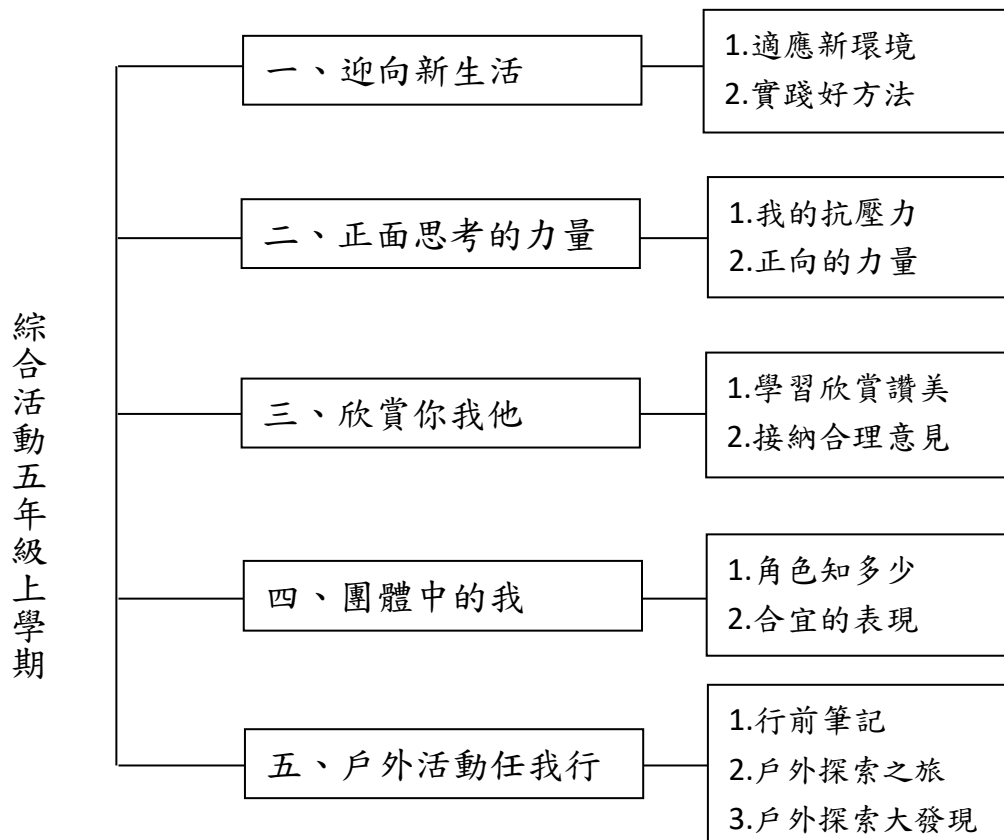 綜合活動五年級上學期
一、迎向新生活
1.適應新環境
2.實踐好方法
二、正面思考的力量
1.我的抗壓力
2.正向的力量
三、欣賞你我他
1.學習欣賞讚美
2.接納合理意見
四、團體中的我
1.角色知多少
2.合宜的表現
五、戶外活動任我行
1.行前筆記
2.戶外探索之旅
3.戶外探索大發現